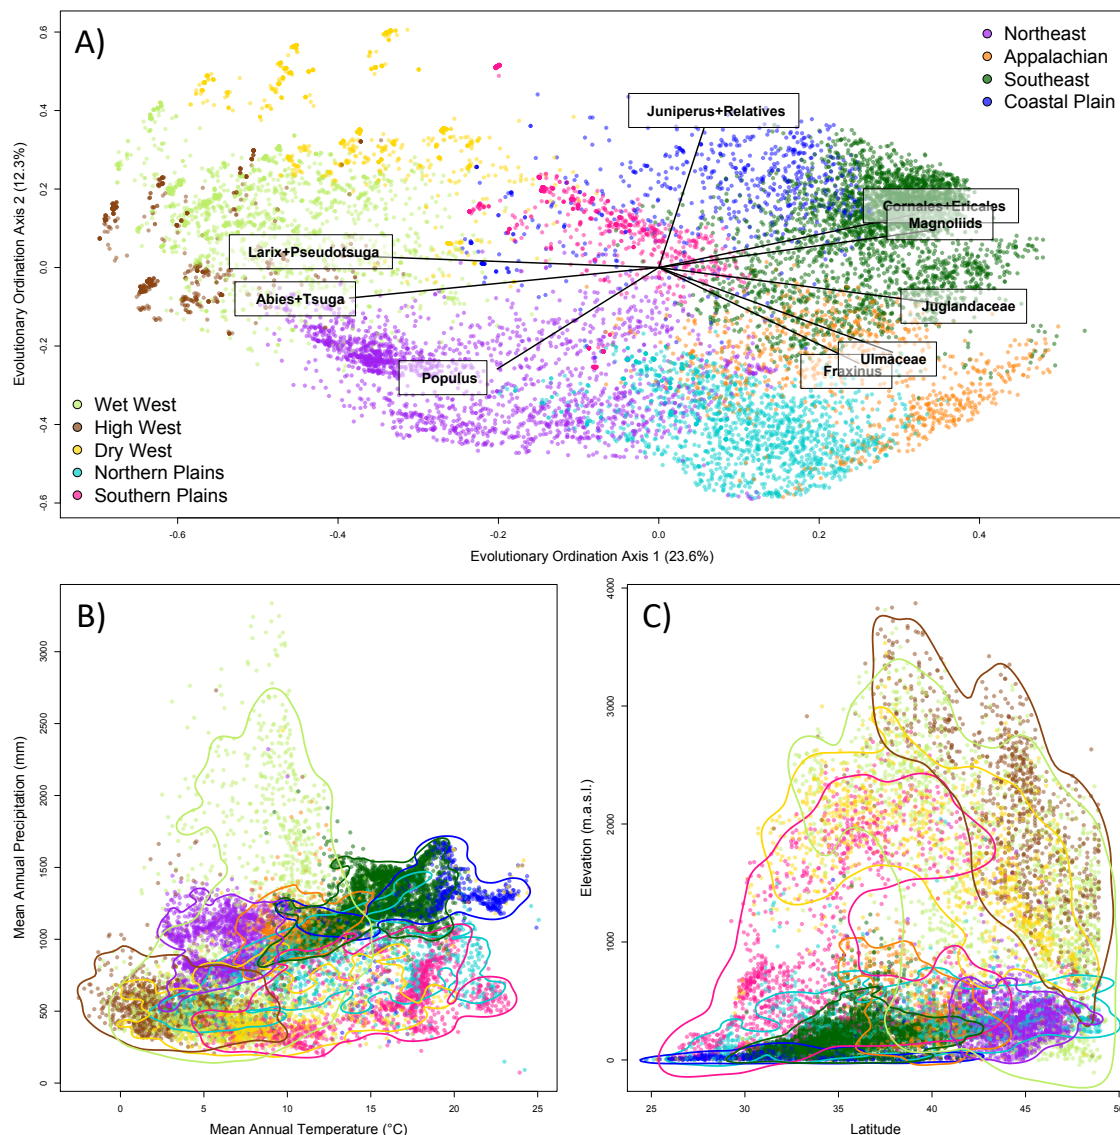 A)
Northeast
Appalachian
Southeast
Coastal Plain
Juniperus+Relatives
Cornales+Ericales
Magnoliids
Larix+Pseudotsuga
Abies+Tsuga
Juglandaceae
Ulmaceae
Fraxinus
Populus
Wet West
High West
Dry West
Northern Plains
Southern Plains
Evolutionary Ordination Axis 2 (12.3%)
0.6
0.4
0.2
0.0
-0.2
-0.4
-0.6
-0.6
-0.4
-0.2
0.0
0.2
0.4
Evolutionary Ordination Axis 1 (23.6%)
B)
Mean Annual Precipitation (mm)
3000
2500
2000
1500
1000
500
0
0
5
10
15
20
25
Mean Annual Temperature (°C)
C)
Elevation (m.a.s.l.)
4000
3000
2000
1000
0
25
30
35
40
45
50
Latitude